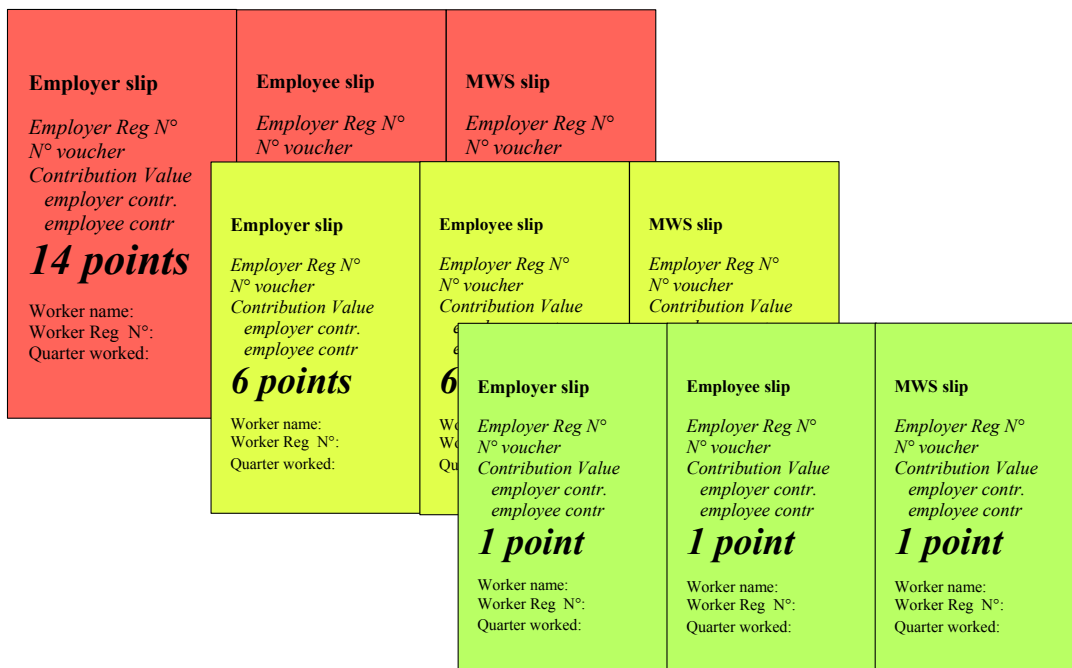 Employer slip
Employer Reg N°
N° voucher
Contribution Value
employer contr.
employee contr
14 points
Worker name:
Worker Reg N°:
Quarter worked:
Employee slip
Employer Reg N°
N° voucher
MWS slip
Employer Reg N°
N° voucher
Employer slip
Employer Reg N°
N° voucher
Contribution Value
employer contr.
employee contr
6 points
Worker name:
Worker Reg N°:
Quarter worked:
Employee slip
Employer Reg N°
N° voucher
Contribution Value
6
MWS slip
Employer Reg N°
N° voucher
Contribution Value
Employer slip
Employer Reg N°
N° voucher
Contribution Value
employer contr.
employee contr
1 point
Worker name:
Worker Reg N°:
Quarter worked:
Employee slip
Employer Reg N°
N° voucher
Contribution Value
employer contr.
employee contr
1 point
Worker name:
Worker Reg N°:
Quarter worked:
MWS slip
Employer Reg N°
N° voucher
Contribution Value
employer contr.
employee contr
1 point
Worker name:
Worker Reg N°:
Quarter worked: